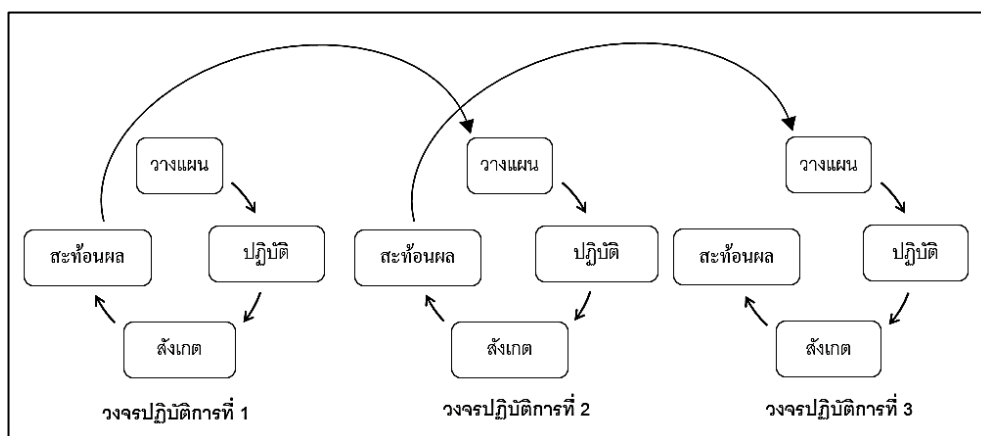 วางแผน
ปฏิบัติ
สังเกต
สะท้อนผล
วงจรปฏิบัติการที่ 1
วางแผน
ปฏิบัติ
สังเกต
สะท้อนผล
วงจรปฏิบัติการที่ 2
วางแผน
ปฏิบัติ
สังเกต
สะท้อนผล
วงจรปฏิบัติการที่ 3